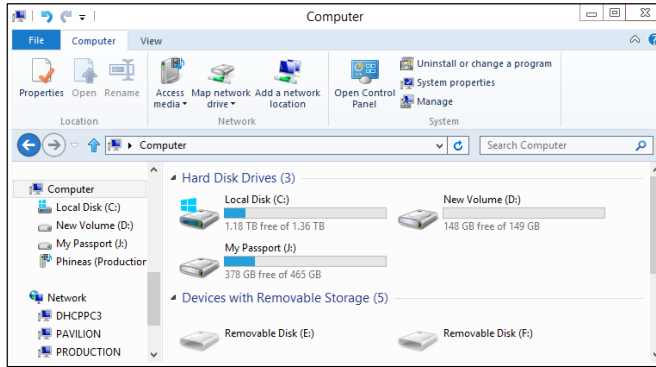 Computer
File Computer View
Properties Open Rename
Access media Map network drive Add a network location
Open Control Panel
Uninstall or change a program
System properties
Manage
Location Network System
Computer
Search Computer
Computer
Local Disk (C:)
New Volume (D:)
My Passport (J:)
Phineas (Production
Network
DHCPPC3
PAVILION
PRODUCTION
Hard Disk Drives (3)
Local Disk (C:)
1.18 TB free of 1.36 TB
New Volume (D:)
148 GB free of 149 GB
My Passport (J:)
378 GB free of 465 GB
Devices with Removable Storage (5)
Removable Disk (E:)
Removable Disk (F:)